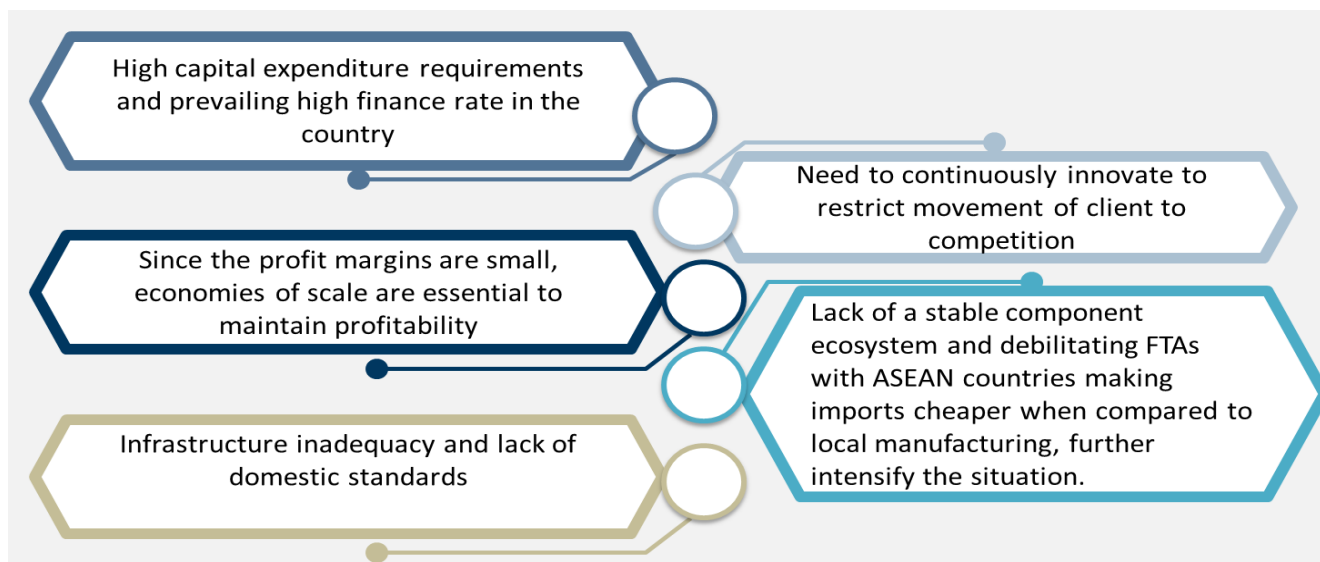 High capital expenditure requirements
and prevailing high finance rate in the
country
Need to continuously innovate to
restrict movement of client to
competition
Since the profit margins are small,
economies of scale are essential to
maintain profitability
Lack of a stable component
ecosystem and debilitating FTAs
with ASEAN countries making
imports cheaper when compared to
local manufacturing, further
intensify the situation.
Infrastructure inadequacy and lack of
domestic standards